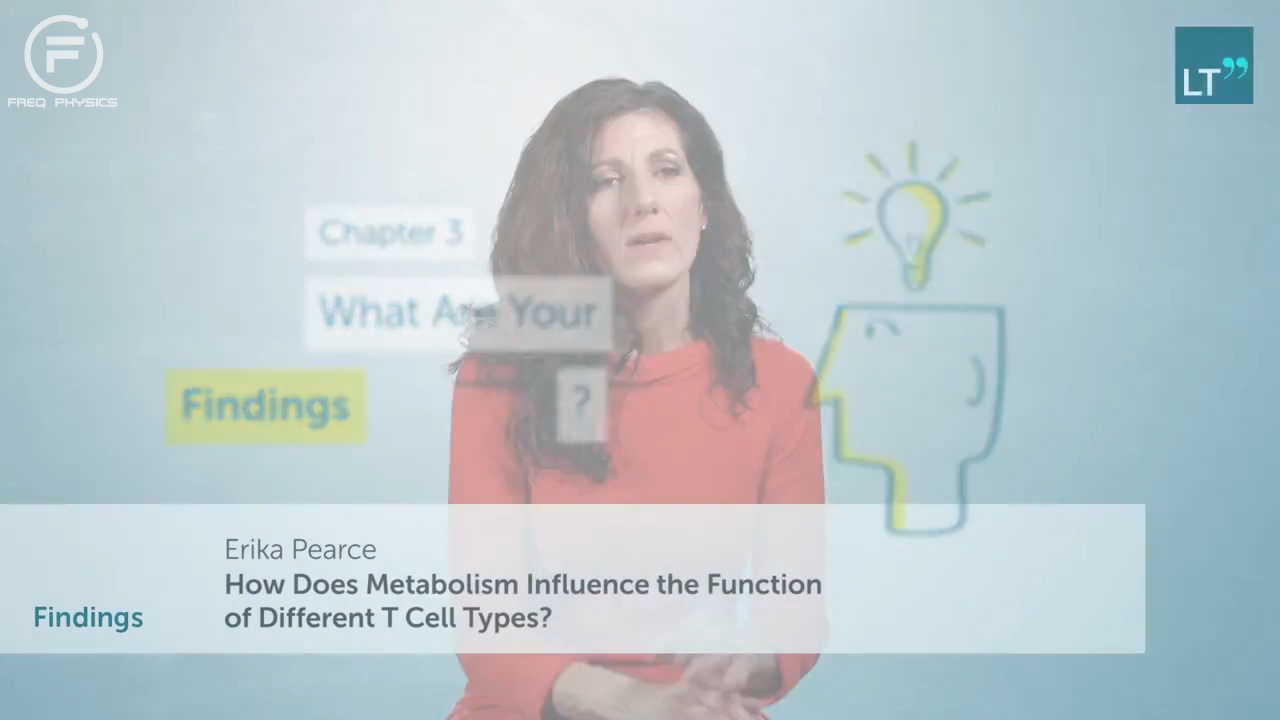 FREQ PHYSICS
LT”
Chapter 3
What Are Your
Findings
?
Erika Pearce
How Does Metabolism Influence the Function
Findings
of Different T Cell Types?